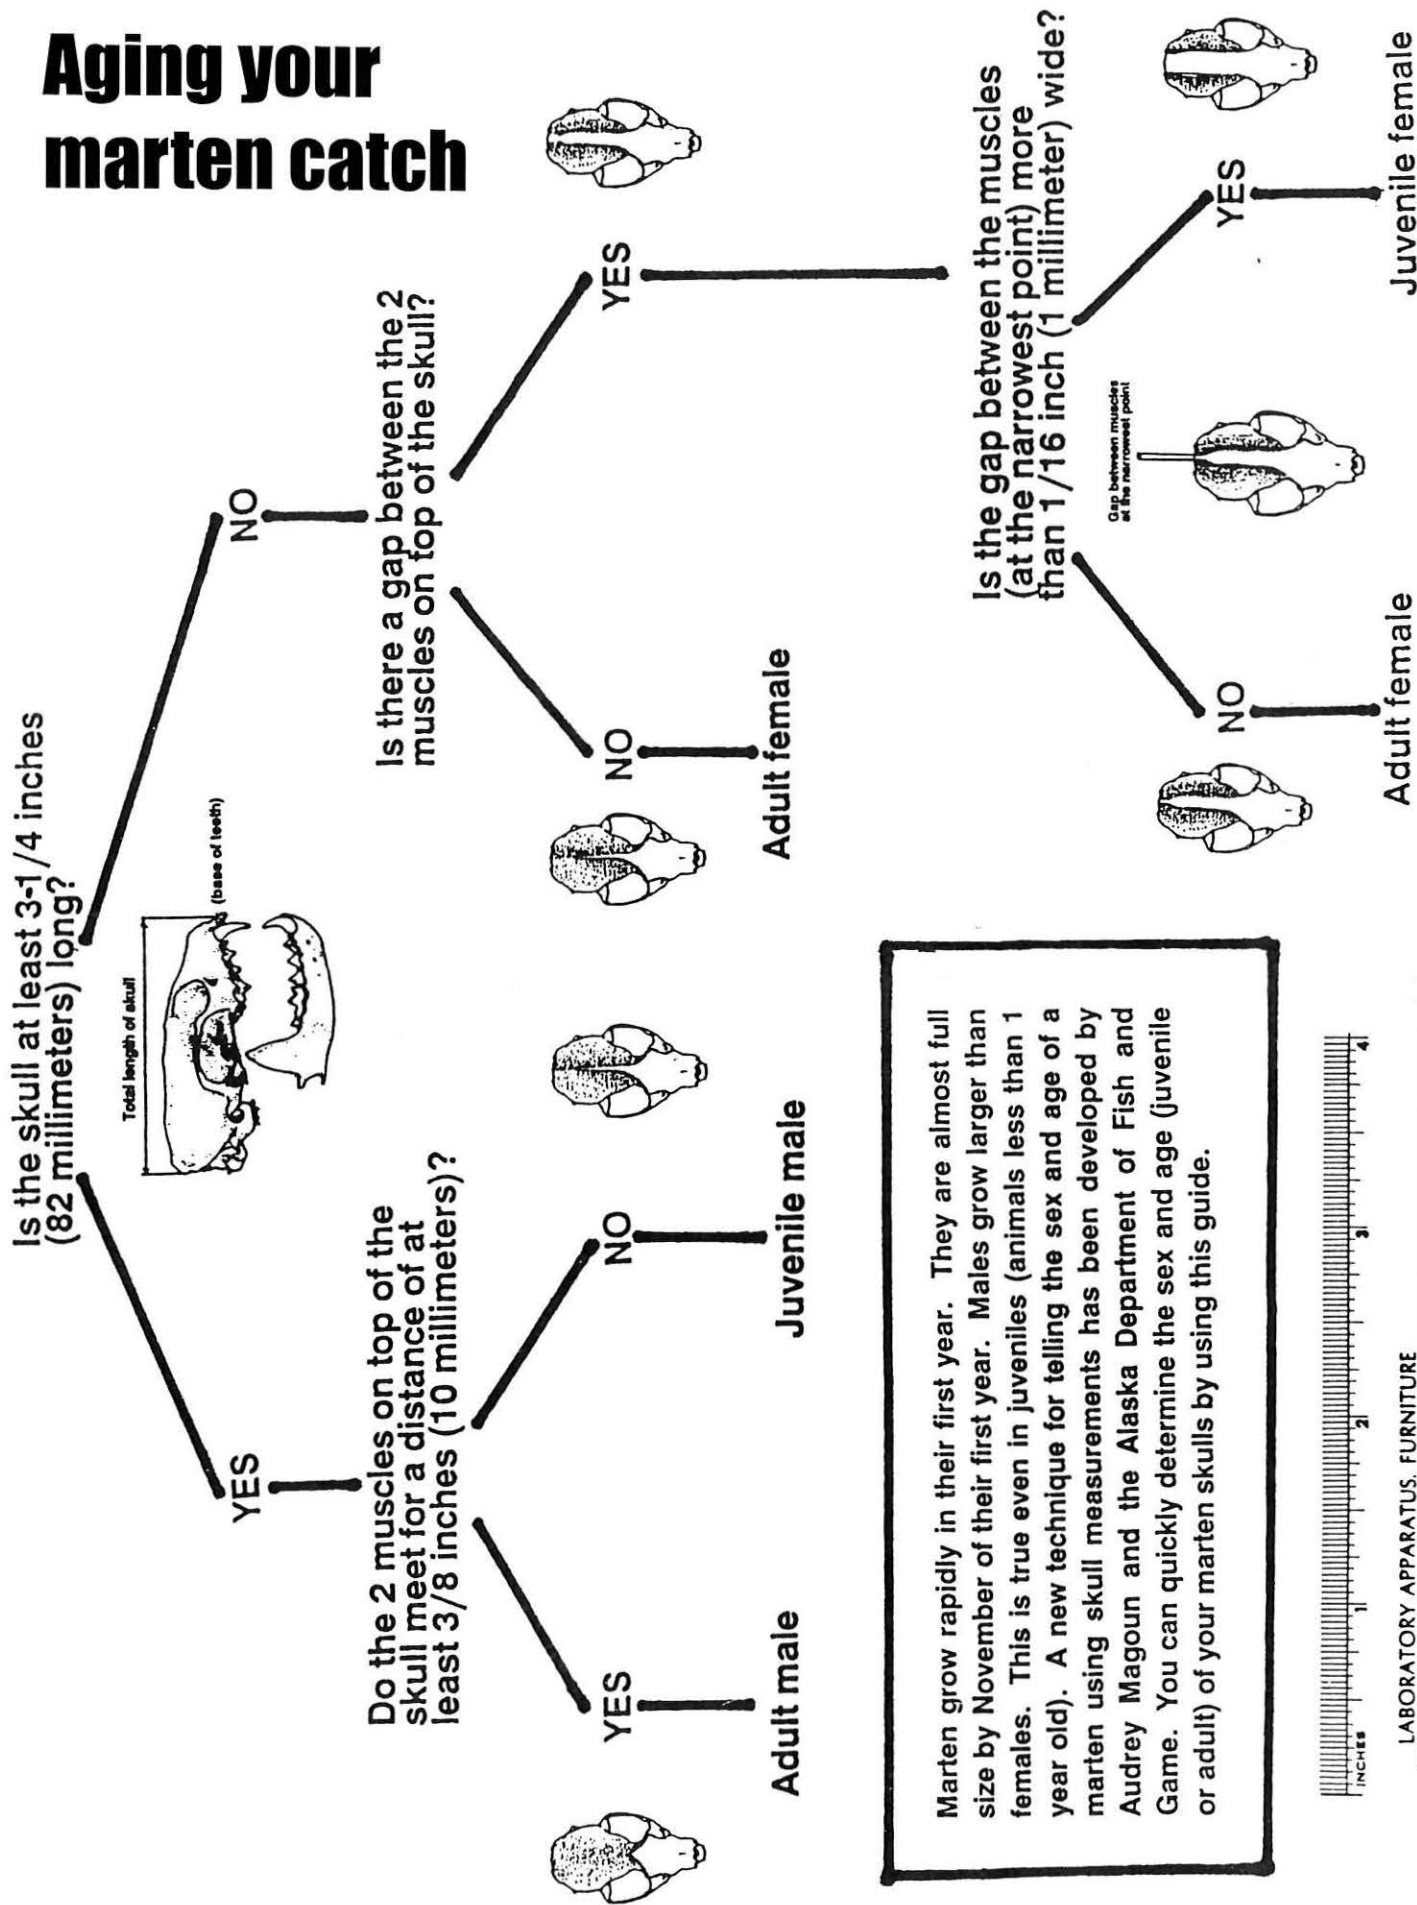 Aging your
marten catch
Is the skull at least 3-1/4 inches
(82 millimeters) long?
Total length of skull
(base of teeth)
YES
NO
Do the 2 muscles on top of the
skull meet for a distance of at
least 3/8 inches (10 millimeters)?
Is there a gap between the 2
muscles on top of the skull?
YES
NO
NO
YES
Adult male
Juvenile male
Adult female
Is the gap between the muscles
(at the narrowest point) more
than 1/16 inch (1 millimeter) wide?
Gap between muscles
at the narrowest point
NO
YES
Adult female
Juvenile female
Marten grow rapidly in their first year. They are almost full
size by November of their first year. Males grow larger than
females. This is true even in juveniles (animals less than 1
year old). A new technique for telling the sex and age of a
marten using skull measurements has been developed by
Audrey Magoun and the Alaska Department of Fish and
Game. You can quickly determine the sex and age (juvenile
or adult) of your marten skulls by using this guide.
INCHES 1 2 3 4
LABORATORY APPARATUS. FURNITURE